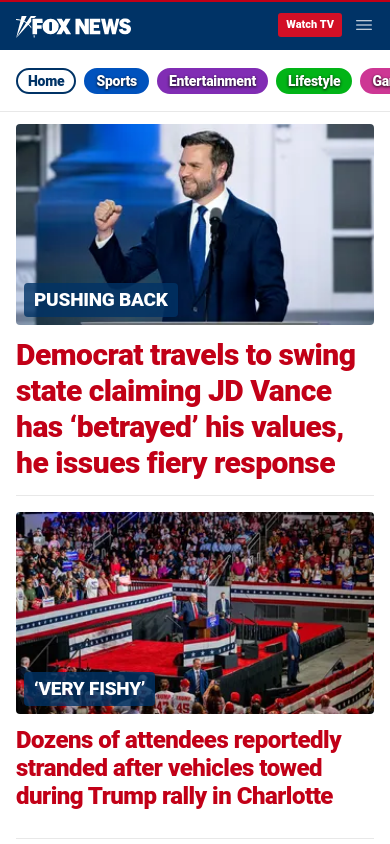 FOX NEWS
Watch TV
Home
Sports
Entertainment
Lifestyle
Ga
PUSHING BACK
Democrat travels to swing
state claiming JD Vance
has ‘betrayed’ his values,
he issues fiery response
‘VERY FISHY’
Dozens of attendees reportedly
stranded after vehicles towed
during Trump rally in Charlotte